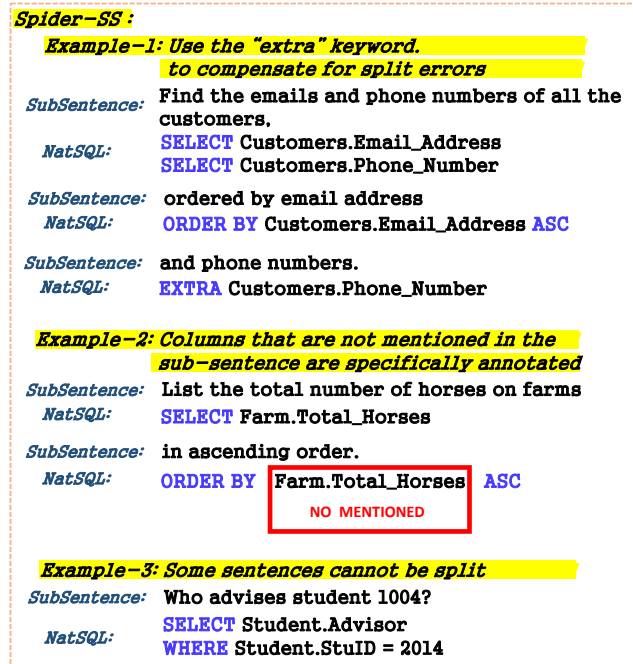 Spider-SS :
Example-1: Use the “extra” keyword.
to compensate for split errors
SubSentence: Find the emails and phone numbers of all the
customers,
NatSQL: SELECT Customers.Email_Address
SELECT Customers.Phone_Number
SubSentence: ordered by email address
NatSQL: ORDER BY Customers.Email_Address ASC
SubSentence: and phone numbers.
NatSQL: EXTRA Customers.Phone_Number
Example-2: Columns that are not mentioned in the
sub-sentence are specifically annotated
SubSentence: List the total number of horses on farms
NatSQL: SELECT Farm.Total_Horses
SubSentence: in ascending order.
NatSQL: ORDER BY Farm.Total_Horses ASC
NO MENTIONED
Example-3: Some sentences cannot be split
SubSentence: Who advises student 1004?
NatSQL: SELECT Student.Advisor
WHERE Student.StuID = 2014